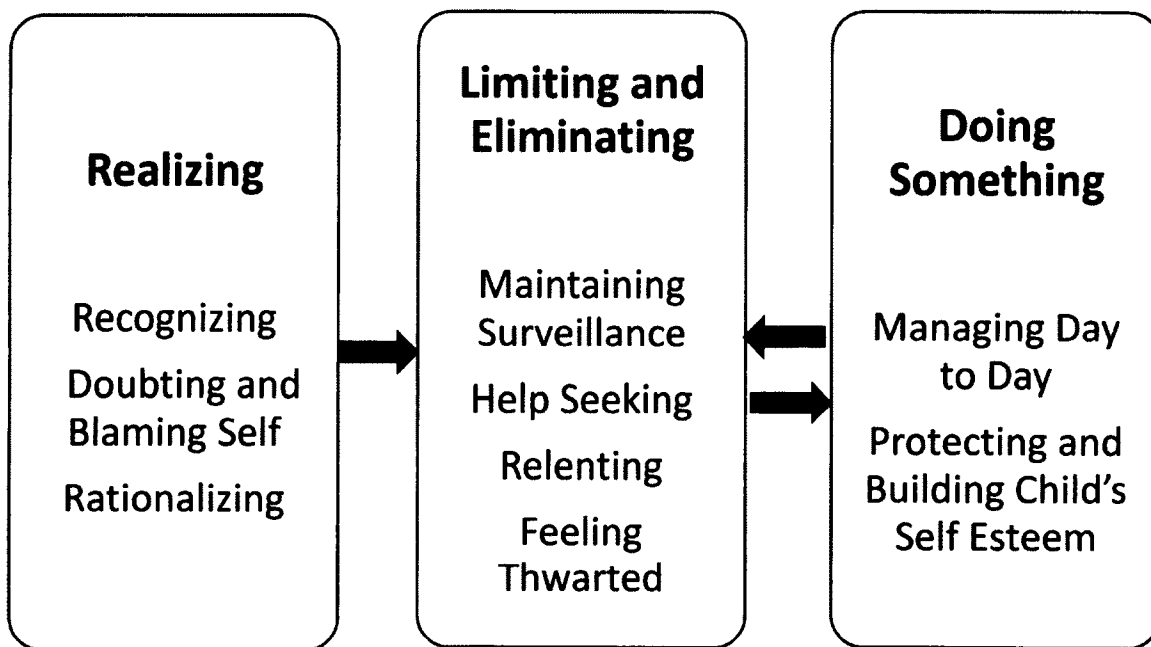 Realizing
Recognizing
Doubting and
Blaming Self
Rationalizing
Limiting and
Eliminating
Maintaining
Surveillance
Help Seeking
Relenting
Feeling
Thwarted
Doing
Something
Managing Day
to Day
Protecting and
Building Child's
Self Esteem